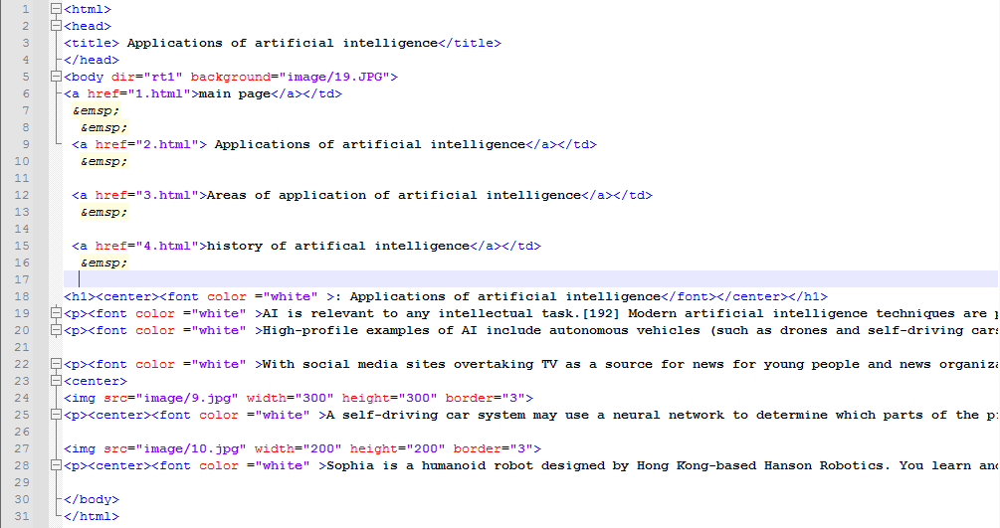 1 <html>
2 <head>
3 <title> Applications of artificial intelligence</title>
4 </head>
5 <body dir="rt1" background="image/19.JPG">
6 <a href="1.html">main page</a></td>
7 &emsp;
8 &emsp;
9 <a href="2.html"> Applications of artificial intelligence</a></td>
10 &emsp;
11
12 <a href="3.html">Areas of application of artificial intelligence</a></td>
13 &emsp;
14
15 <a href="4.html">history of artifical intelligence</a></td>
16 &emsp;
17
18 <h1><center><font color ="white" >: Applications of artificial intelligence</font></center></h1>
19 <p><font color ="white" >AI is relevant to any intellectual task.[192] Modern artificial intelligence techniques are
20 <p><font color ="white" >High-profile examples of AI include autonomous vehicles (such as drones and self-driving cars
21
22 <p><font color ="white" >With social media sites overtaking TV as a source for news for young people and news organiza
23 <center>
24 <img src="image/9.jpg" width="300" height="300" border="3">
25 <p><center><font color ="white" >A self-driving car system may use a neural network to determine which parts of the
26
27 <img src="image/10.jpg" width="200" height="200" border="3">
28 <p><center><font color ="white" >Sophia is a humanoid robot designed by Hong Kong-based Hanson Robotics. You learn and
29
30 </body>
31 </html>